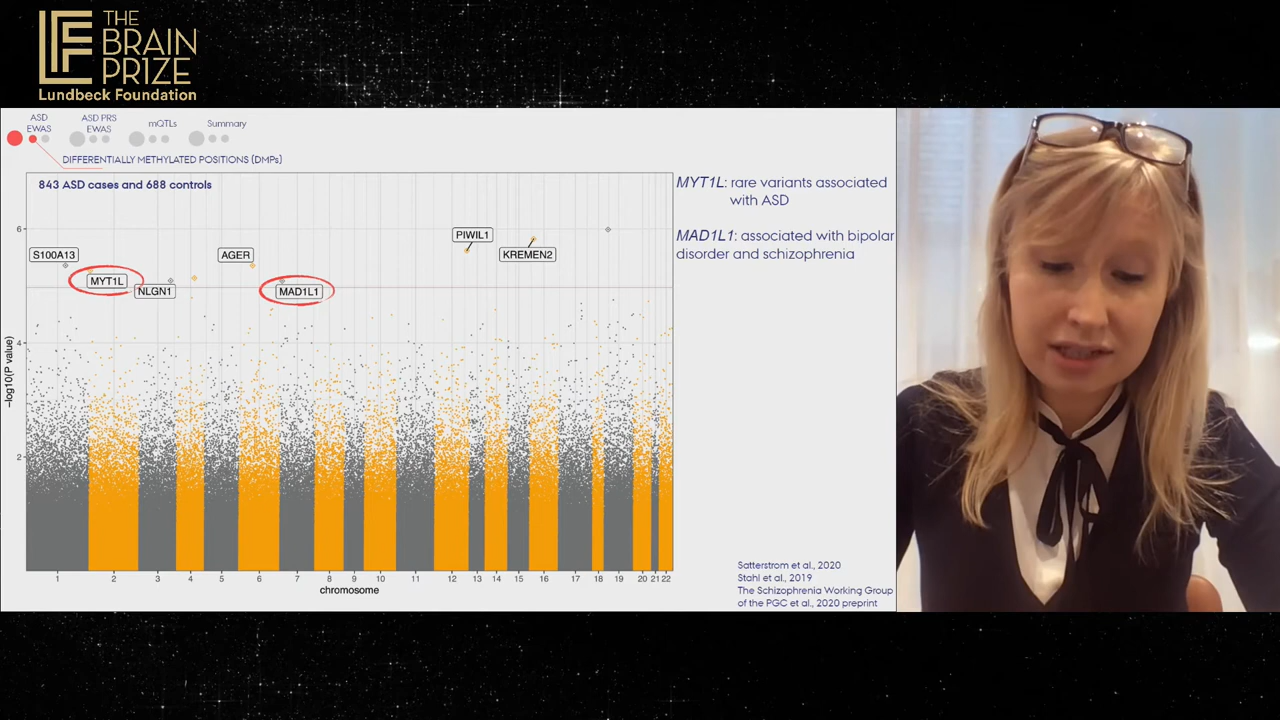 THE
BRAIN
PRIZE
Lundbeck Foundation
ASD
EWAS
ASD PRS
EWAS
mQTLs
Summary
DIFFERENTIALLY METHYLATED POSITIONS (DMPs)
843 ASD cases and 688 controls
MYT1L: rare variants associated
with ASD
MAD1L1: associated with bipolar
disorder and schizophrenia
6
4
2
−log10(P value)
S100A13
MYT1L
NLGN1
AGER
MAD1L1
PIWIL1
KREMEN2
1 2 3 4 5 6 7 8 9 10 11 12 13 14 15 16 17 18 19 20 21 22
chromosome
Satterstrom et al., 2020
Stahl et al., 2019
The Schizophrenia Working Group
of the PGC et al., 2020 preprint